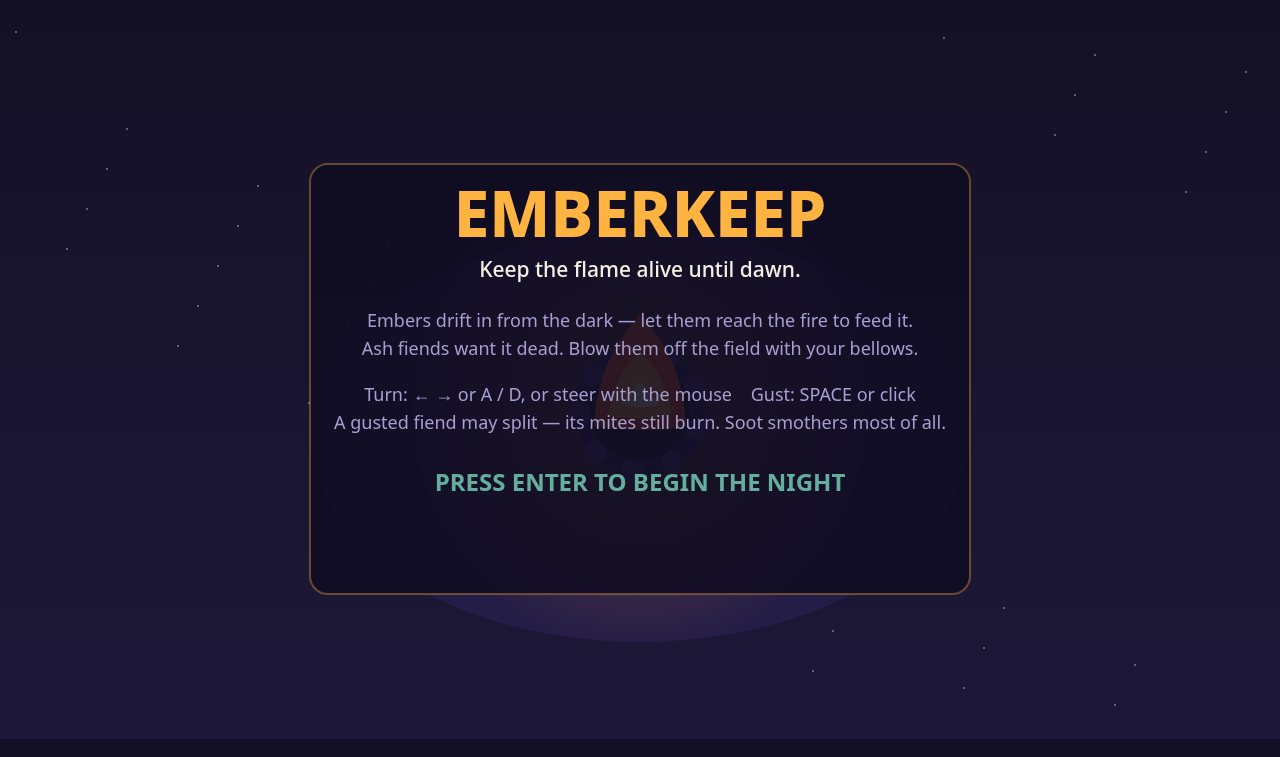 EMBERKEEP
Keep the flame alive until dawn.
Embers drift in from the dark — let them reach the fire to feed it.
Ash fiends want it dead. Blow them off the field with your bellows.
Turn: ← → or A / D, or steer with the mouse    Gust: SPACE or click
A gusted fiend may split — its mites still burn. Soot smothers most of all.
PRESS ENTER TO BEGIN THE NIGHT